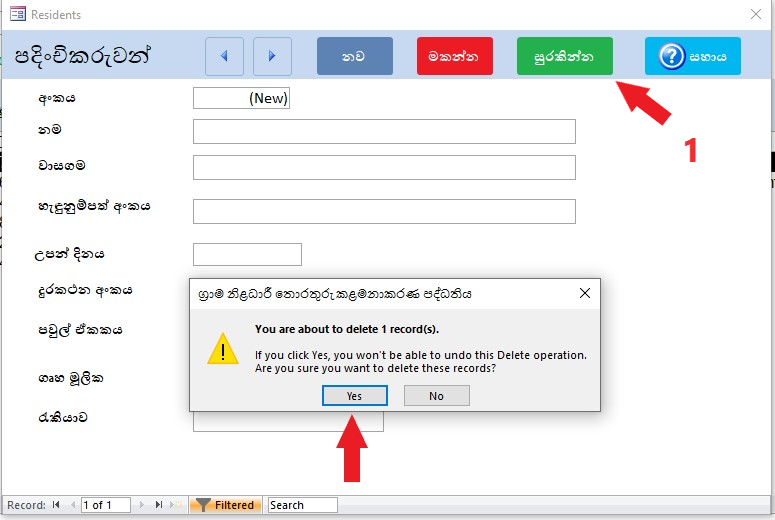 Residents
පදිංචිකරුවන්
නව
මකන්න
සුරකින්න
? සහාය
අංකය
(New)
නම
1
වාසගම
හැඳුනුම්පත් අංකය
උපන් දිනය
දුරකථන අංකය
ග්‍රාම නිළධාරී තොරතුරු කළමනාකරණ පද්ධතිය
පවුල් ඒකකය
You are about to delete 1 record(s).
If you click Yes, you won't be able to undo this Delete operation.
Are you sure you want to delete these records?
ගෘහ මූලික
Yes
No
රැකියාව
Record:
1 of 1
Filtered
Search